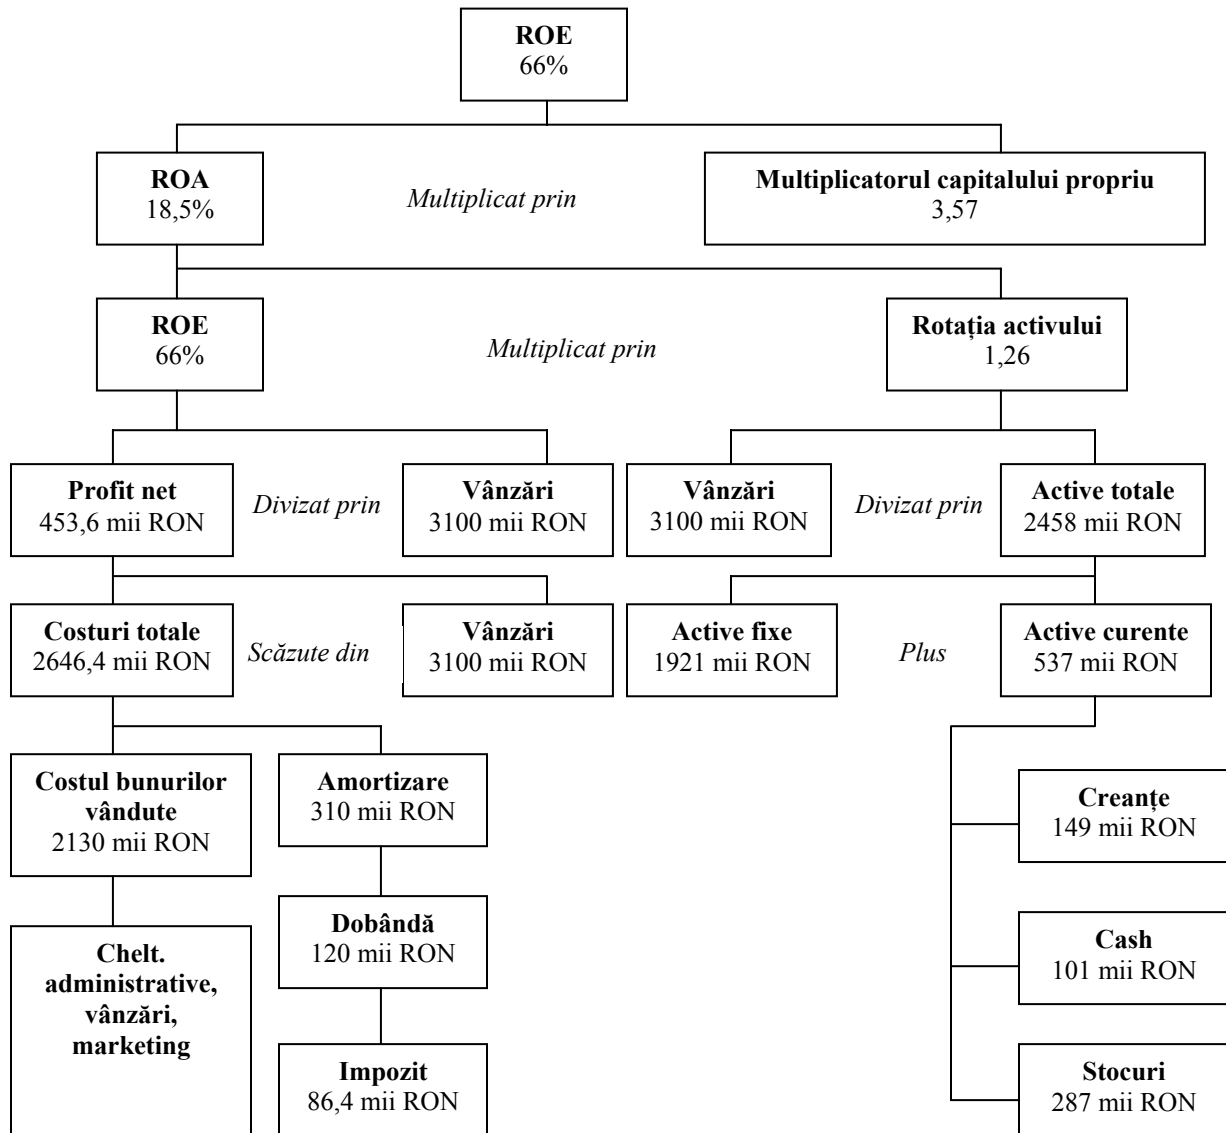 ROE
66%
ROA
18,5%
Multiplicat prin
Multiplicatorul capitalului propriu
3,57
ROE
66%
Multiplicat prin
Rotația activului
1,26
Profit net
453,6 mii RON
Divizat prin
Vânzări
3100 mii RON
Vânzări
3100 mii RON
Divizat prin
Active totale
2458 mii RON
Costuri totale
2646,4 mii RON
Scăzute din
Vânzări
3100 mii RON
Active fixe
1921 mii RON
Plus
Active curente
537 mii RON
Costul bunurilor
vândute
2130 mii RON
Amortizare
310 mii RON
Creanțe
149 mii RON
Chelt.
administrative,
vânzări,
marketing
Dobândă
120 mii RON
Cash
101 mii RON
Impozit
86,4 mii RON
Stocuri
287 mii RON